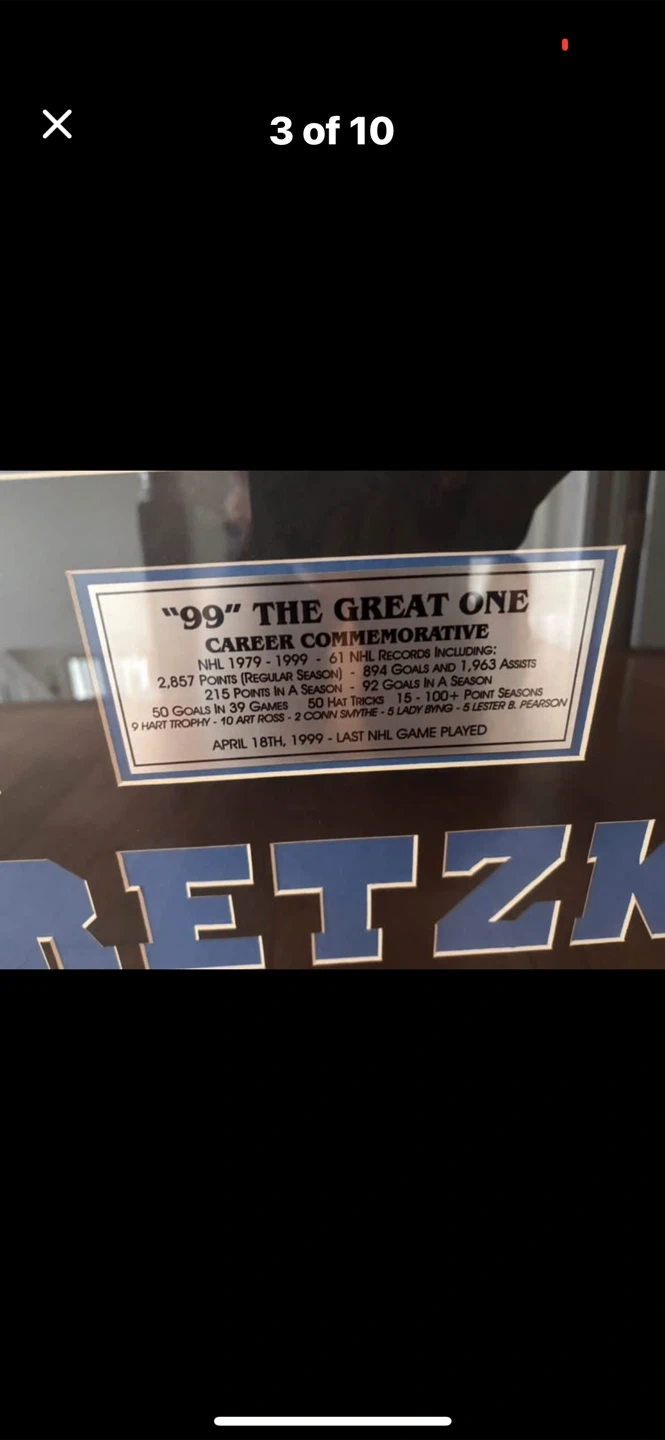 3 of 10
"99" THE GREAT ONE
CAREER COMMEMORATIVE
NHL 1979 - 1999 - 61 NHL RECORDS INCLUDING:
2,857 POINTS (REGULAR SEASON) - 894 GOALS AND 1,963 ASSISTS
215 POINTS IN A SEASON - 92 GOALS IN A SEASON
50 GOALS IN 39 GAMES 50 HAT TRICKS 15 - 100+ POINT SEASONS
9 HART TROPHY - 10 ART ROSS - 2 CONN SMYTHE - 5 LADY BYNG - 5 LESTER B. PEARSON
APRIL 18TH, 1999 - LAST NHL GAME PLAYED
RETZK